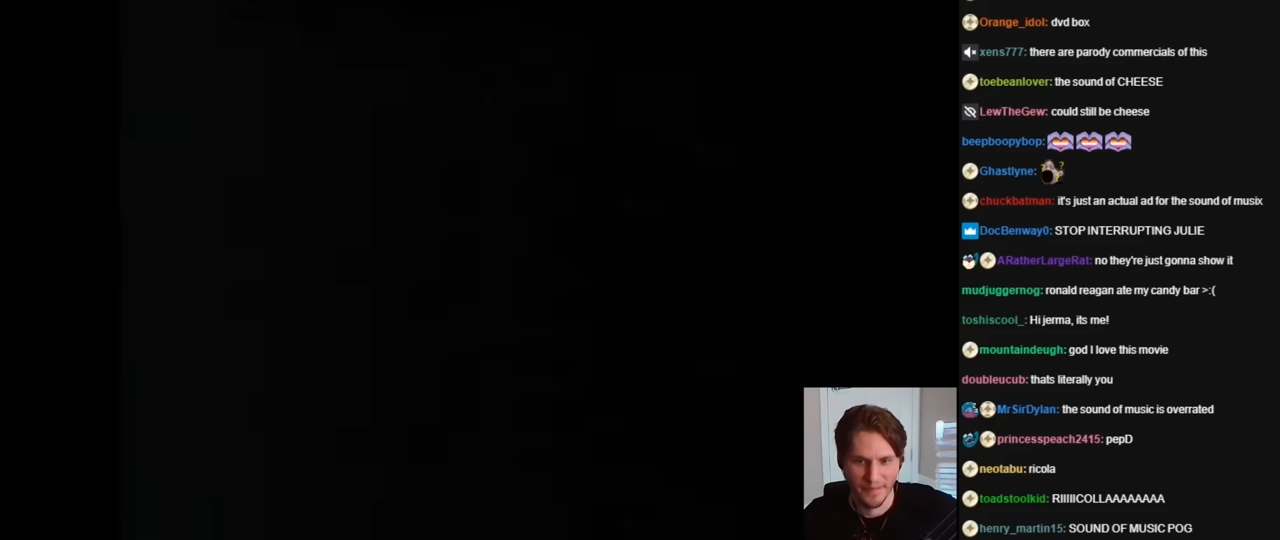 Orange_idol: dvd box
xens777: there are parody commercials of this
toebeanlover: the sound of CHEESE
LewTheGew: could still be cheese
beepboopybop:
Ghastlyne:
chuckbatman: it's just an actual ad for the sound of musix
DocBenway0: STOP INTERRUPTING JULIE
ARatherLargeRat: no they're just gonna show it
mudjuggernog: ronald reagan ate my candy bar >:(
toshiscool_: Hi jerma, its me!
mountaindeugh: god I love this movie
doubleucub: thats literally you
MrSirDylan: the sound of music is overrated
princesspeach2415: pepD
neotabu: ricola
toadstoolkid: RIIIIICOLLAAAAAAAA
henry_martin15: SOUND OF MUSIC POG